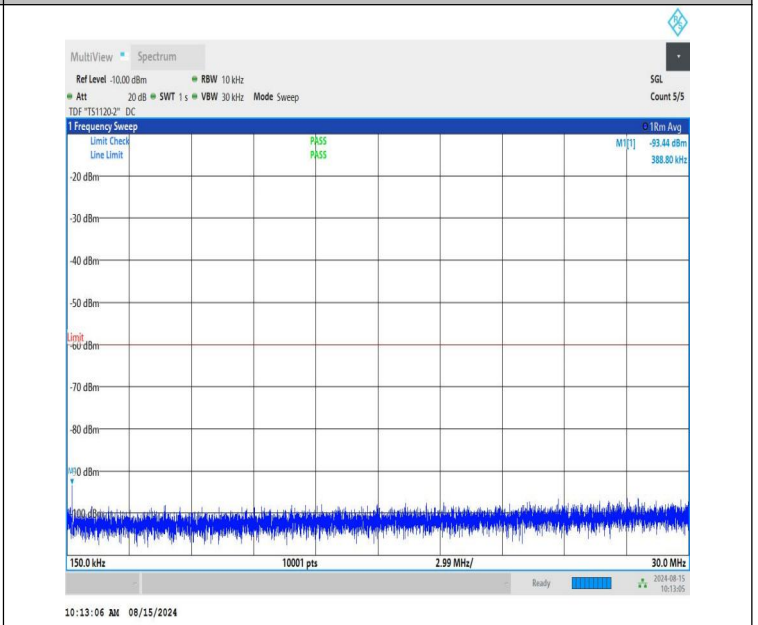 MultiView Spectrum
Ref Level -10.00 dBm RBW 10 kHz SGL
Att 20 dB SWT 1 s VBW 30 kHz Mode Sweep Count 5/5
TDF "TS1120-2" DC
1 Frequency Sweep 1Rm Avg
Limit Check PASS M1[1] -93.44 dBm
Line Limit PASS 388.80 kHz
-20 dBm
-30 dBm
-40 dBm
-50 dBm
Limit
-60 dBm
-70 dBm
-80 dBm
-90 dBm
-100 dBm
150.0 kHz 10001 pts 2.99 MHz/ 30.0 MHz
Ready 2024-08-15
10:13:05
10:13:06 AM 08/15/2024